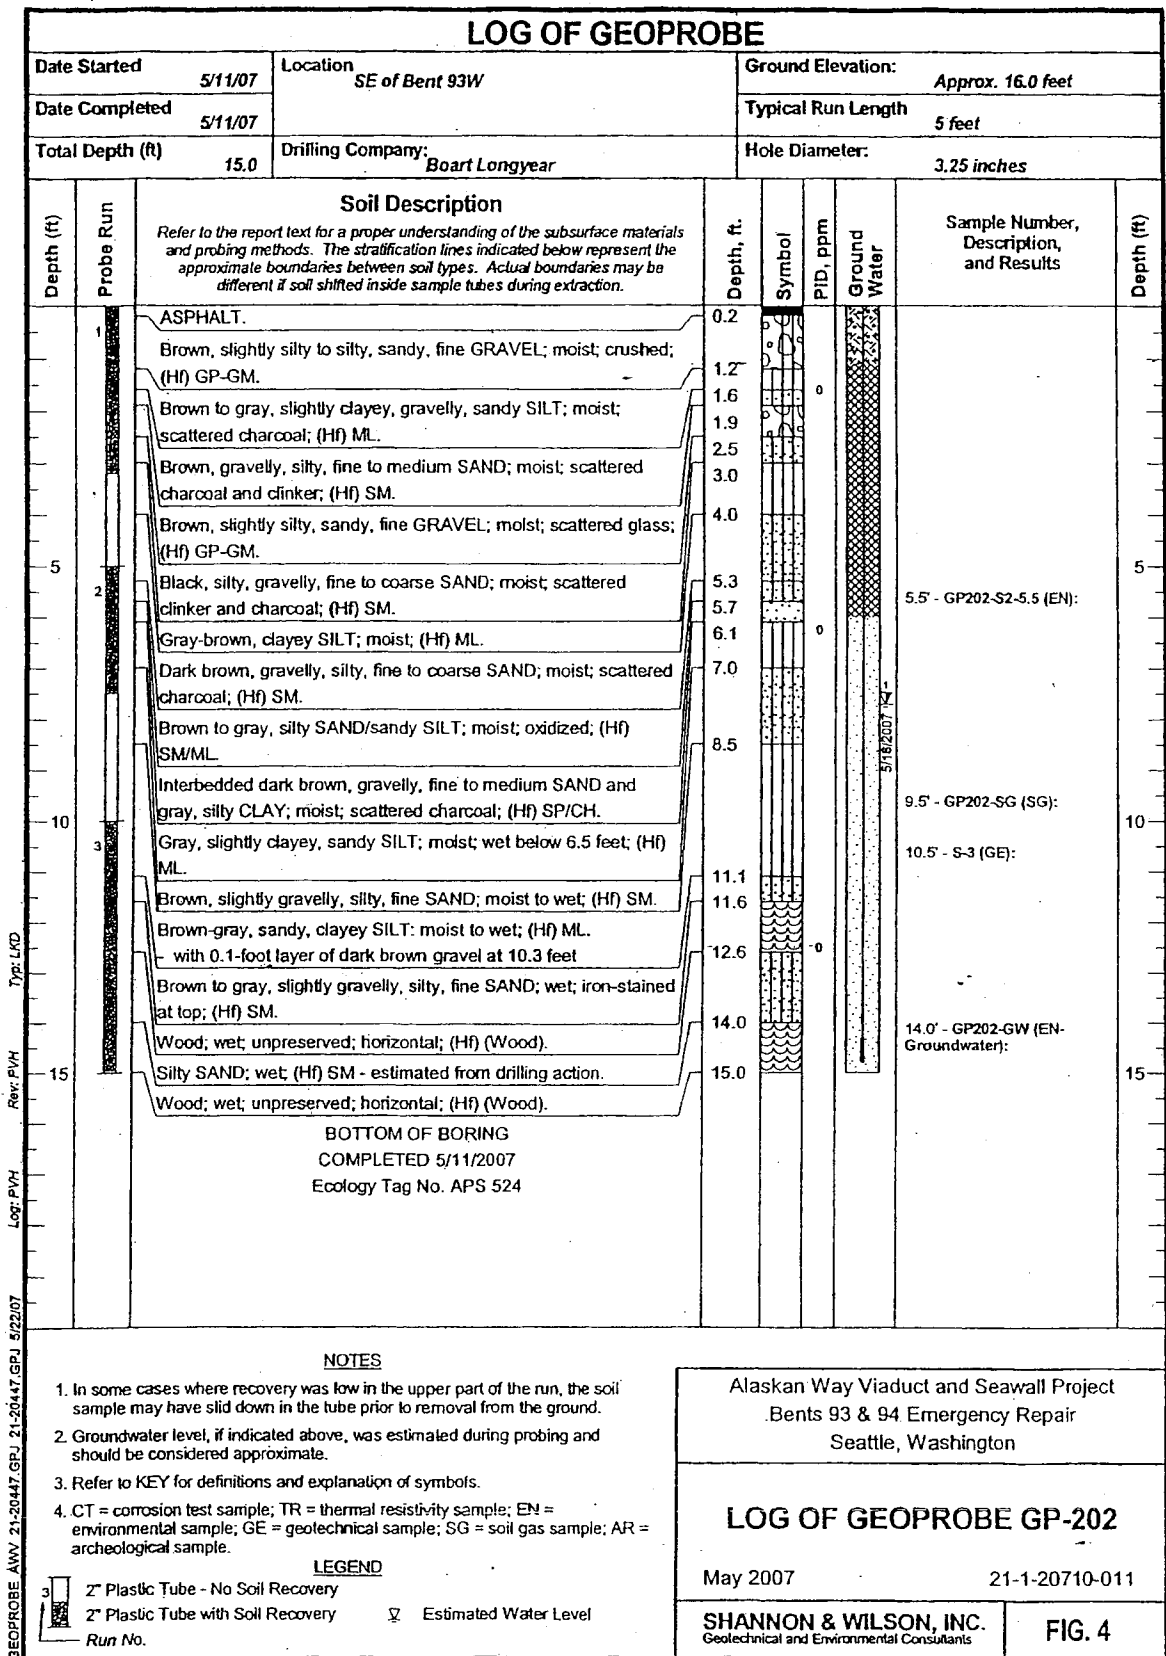 LOG OF GEOPROBE
Date Started
5/11/07
Location
SE of Bent 93W
Ground Elevation:
Approx. 16.0 feet
Date Completed
5/11/07
Typical Run Length
5 feet
Total Depth (ft)
15.0
Drilling Company:
Boart Longyear
Hole Diameter:
3.25 inches
Depth (ft)
Probe Run
Soil Description
Refer to the report text for a proper understanding of the subsurface materials
and probing methods. The stratification lines indicated below represent the
approximate boundaries between soil types. Actual boundaries may be
different if soil shifted inside sample tubes during extraction.
Depth, ft.
Symbol
PID, ppm
Ground
Water
Sample Number,
Description,
and Results
Depth (ft)
1
ASPHALT.
0.2
Brown, slightly silty to silty, sandy, fine GRAVEL; moist; crushed;
(Hf) GP-GM.
1.2
1.6
0
Brown to gray, slightly clayey, gravelly, sandy SILT; moist;
scattered charcoal; (Hf) ML.
1.9
2.5
Brown, gravelly, silty, fine to medium SAND; moist; scattered
charcoal and clinker; (Hf) SM.
3.0
4.0
Brown, slightly silty, sandy, fine GRAVEL; moist; scattered glass;
(Hf) GP-GM.
5
5
2
Black, silty, gravelly, fine to coarse SAND; moist; scattered
clinker and charcoal; (Hf) SM.
5.3
5.7
5.5' - GP202-S2-5.5 (EN):
Gray-brown, clayey SILT; moist; (Hf) ML.
6.1
0
Dark brown, gravelly, silty, fine to coarse SAND; moist; scattered
charcoal; (Hf) SM.
7.0
1
5/18/2007
Brown to gray, silty SAND/sandy SILT; moist; oxidized; (Hf)
SM/ML.
8.5
Interbedded dark brown, gravelly, fine to medium SAND and
gray, silty CLAY; moist; scattered charcoal; (Hf) SP/CH.
9.5' - GP202-SG (SG):
10
10
3
Gray, slightly clayey, sandy SILT; moist; wet below 6.5 feet; (Hf)
ML.
10.5' - S-3 (GE):
11.1
Brown, slightly gravelly, silty, fine SAND; moist to wet; (Hf) SM.
11.6
Brown-gray, sandy, clayey SILT: moist to wet; (Hf) ML.
- with 0.1-foot layer of dark brown gravel at 10.3 feet
12.6
0
Brown to gray, slightly gravelly, silty, fine SAND; wet; iron-stained
at top; (Hf) SM.
14.0
14.0' - GP202-GW (EN-
Groundwater):
Wood; wet; unpreserved; horizontal; (Hf) (Wood).
15
15
Silty SAND; wet; (Hf) SM - estimated from drilling action.
15.0
Wood; wet; unpreserved; horizontal; (Hf) (Wood).
BOTTOM OF BORING
COMPLETED 5/11/2007
Ecology Tag No. APS 524
NOTES
1. In some cases where recovery was low in the upper part of the run, the soil
sample may have slid down in the tube prior to removal from the ground.
2. Groundwater level, if indicated above, was estimated during probing and
should be considered approximate.
3. Refer to KEY for definitions and explanation of symbols.
4. CT = corrosion test sample; TR = thermal resistivity sample; EN =
environmental sample; GE = geotechnical sample; SG = soil gas sample; AR =
archeological sample.
LEGEND
3
2" Plastic Tube - No Soil Recovery
2" Plastic Tube with Soil Recovery
Estimated Water Level
Run No.
Alaskan Way Viaduct and Seawall Project
Bents 93 & 94 Emergency Repair
Seattle, Washington
LOG OF GEOPROBE GP-202
May 2007
21-1-20710-011
SHANNON & WILSON, INC.
Geotechnical and Environmental Consultants
FIG. 4
GEOPROBE AWV 21-20447.GPJ 21-20447.GPJ 5/22/07 Log: PVH Rev: PVH Typ: LKD